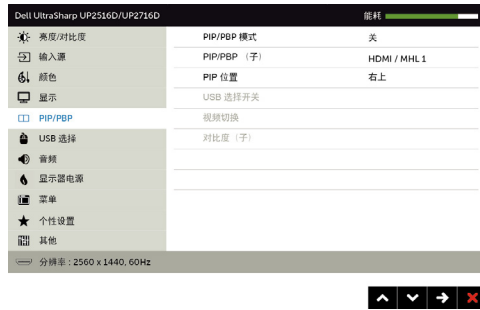 Dell UltraSharp UP2516D/UP2716D 能耗
亮度/对比度 PIP/PBP 模式 关
输入源 PIP/PBP （子） HDMI / MHL 1
颜色 PIP 位置 右上
显示 USB 选择开关
PIP/PBP 视频切换
USB 选择 对比度（子）
音频
显示器电源
菜单
个性设置
其他
分辨率 : 2560 x 1440, 60Hz